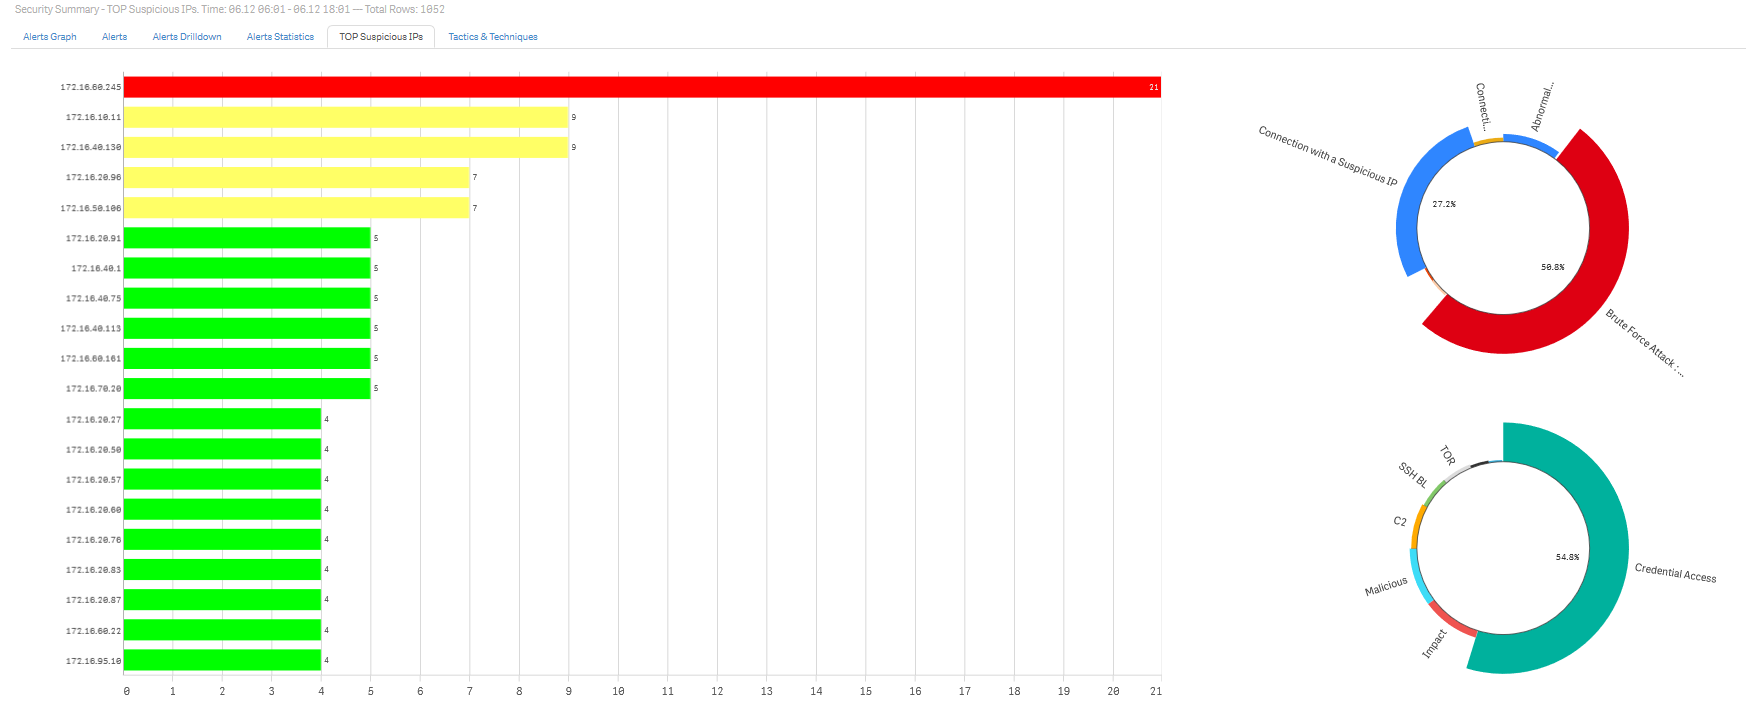 Security Summary - TOP Suspicious IPs. Time: 06.12 06:01 - 06.12 18:01 — Total Rows: 1052
Alerts Graph
Alerts
Alerts Drilldown
Alerts Statistics
TOP Suspicious IPs
Tactics & Techniques
172.16.60.245
21
172.16.10.11
9
172.16.40.130
9
172.16.20.96
7
172.16.50.106
7
172.16.20.91
5
172.16.40.1
5
172.16.40.75
5
172.16.40.113
5
172.16.60.161
5
172.16.70.20
5
172.16.20.27
4
172.16.20.50
4
172.16.20.57
4
172.16.20.60
4
172.16.20.76
4
172.16.20.83
4
172.16.20.87
4
172.16.60.22
4
172.16.95.10
4
0 1 2 3 4 5 6 7 8 9 10 11 12 13 14 15 16 17 18 19 20 21
Connecti...
Abnormal...
Connection with a Suspicious IP
27.2%
50.8%
Brute Force Attack : ...
TOR
SSH BL
C2
54.8%
Credential Access
Malicious
Impact